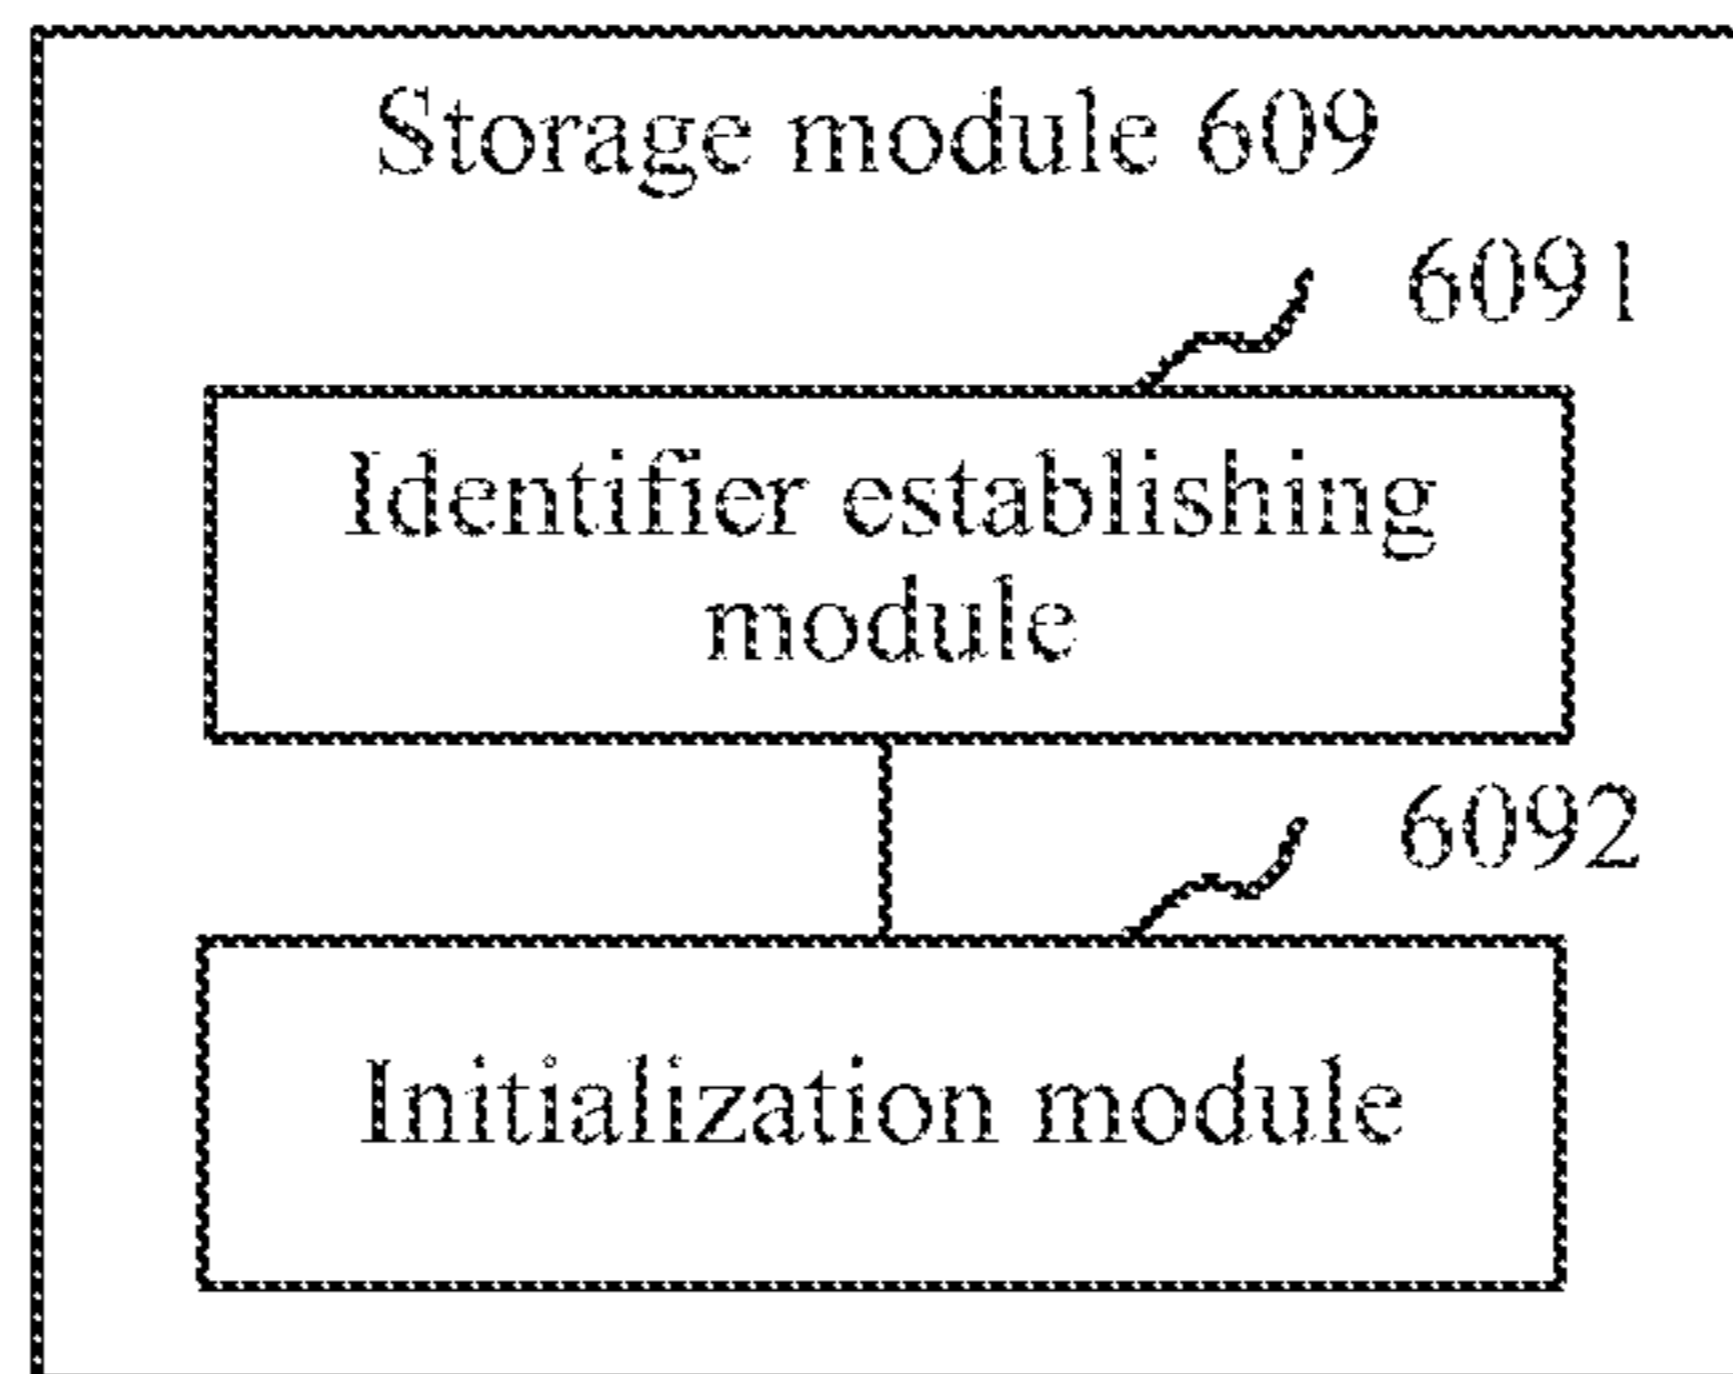 Storage module 609
6091
Identifier establishing
module
6092
Initialization module